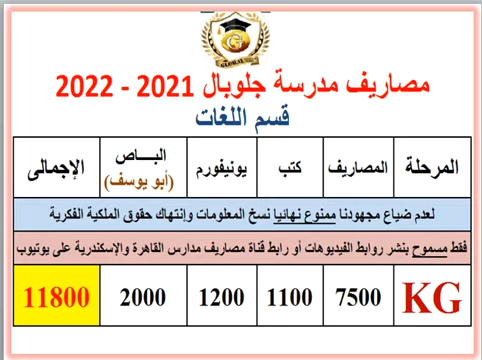 GLOBAL
مصاريف مدرسة جلوبال 2021 - 2022
قسم اللغات
المرحلة المصاريف كتب يونيفورم الباص (أبو يوسف) الإجمالى
لعدم ضياع مجهودنا ممنوع نهائيا نسخ المعلومات وإنتهاك حقوق الملكية الفكرية
فقط مسموح بنشر روابط الفيديوهات أو رابط قناة مصاريف مدارس القاهرة والإسكندرية على يوتيوب
KG 7500 1100 1200 2000 11800